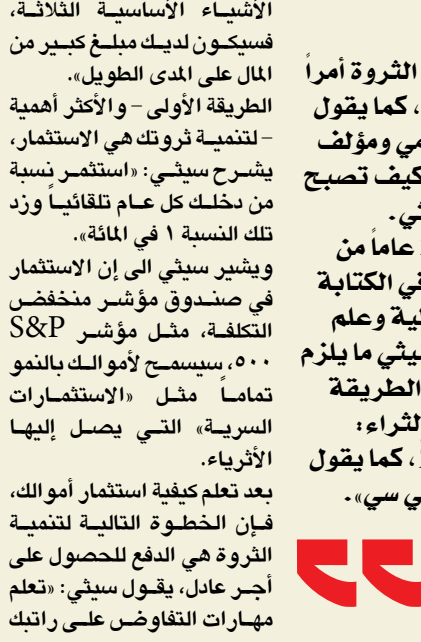 الثروة أمراً
، كما يقول
مي ومؤلف
كيف تصبح
ثي.
عاماً من
في الكتابة
لية وعلم
سيثي ما يلزم
الطريقة
لثراء:
، كما يقول
ي سي».
الأشياء الأساسية الثلاثة،
فسيكون لديك مبلغ كبير من
المال على المدى الطويل».
الطريقة الأولى – والأكثر أهمية
– لتنمية ثروتك هي الاستثمار،
يشرح سيثي: «استثمر نسبة
من دخلك كل عام تلقائياً وزد
تلك النسبة ١ في المائة».
ويشير سيثي الى إن الاستثمار
في صندوق مؤشر منخفض
التكلفة، مثل مؤشر S&P
٥٠٠، سيسمح لأموالك بالنمو
تماماً مثل «الاستثمارات
السرية» التي يصل إليها
الأثرياء.
بعد تعلم كيفية استثمار أموالك،
فإن الخطوة التالية لتنمية
الثروة هي الدفع للحصول على
أجر عادل، يقول سيثي: «تعلم
مهارات التفاوض على راتبك